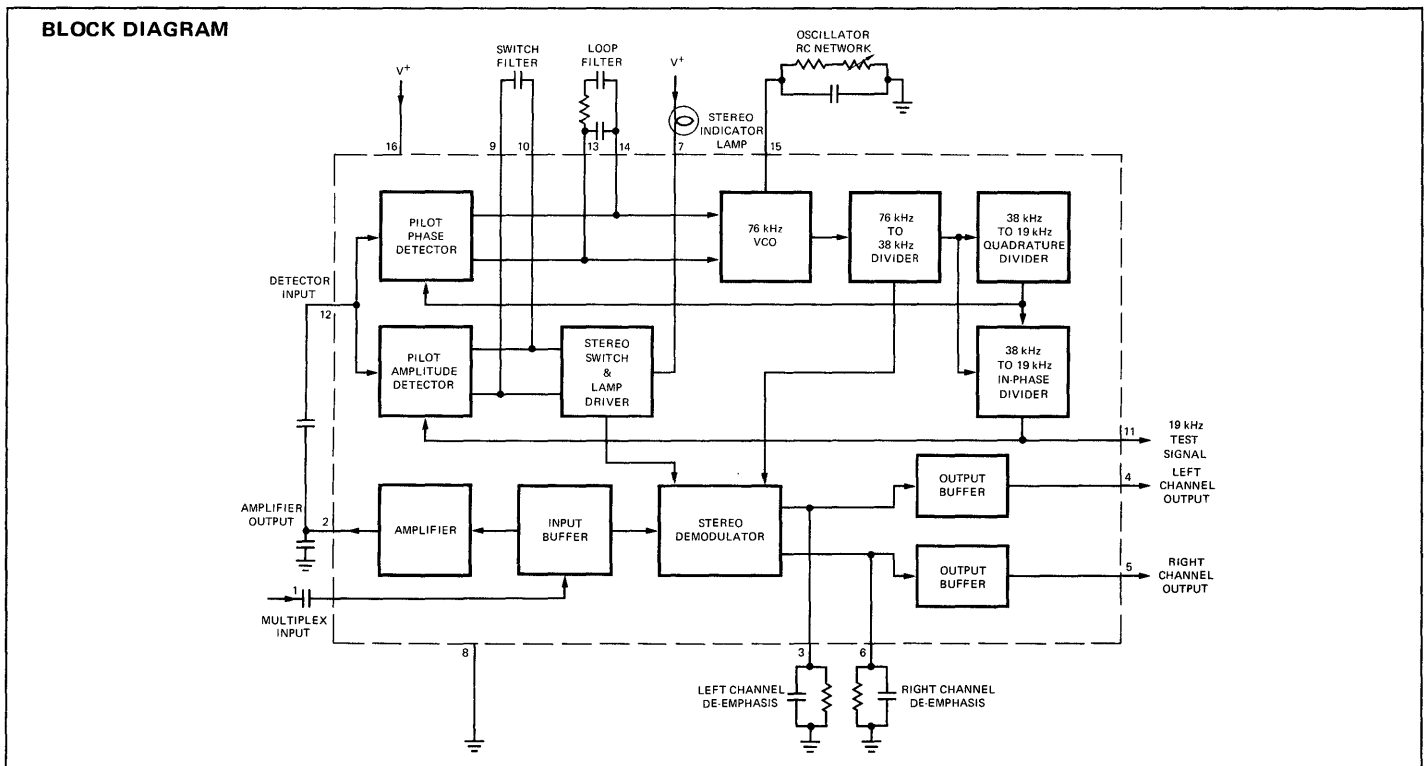 BLOCK DIAGRAM
V+
SWITCH
FILTER
LOOP
FILTER
V+
STEREO
INDICATOR
LAMP
OSCILLATOR
RC NETWORK
16
9
10
13
14
7
15
PILOT
PHASE
DETECTOR
76 kHz
VCO
76 kHz
TO
38 kHz
DIVIDER
38 kHz
TO 19 kHz
QUADRATURE
DIVIDER
DETECTOR
INPUT
12
PILOT
AMPLITUDE
DETECTOR
STEREO
SWITCH
&
LAMP
DRIVER
38 kHz
TO 19 kHz
IN-PHASE
DIVIDER
11
19 kHz
TEST
SIGNAL
AMPLIFIER
OUTPUT
2
AMPLIFIER
INPUT
BUFFER
STEREO
DEMODULATOR
OUTPUT
BUFFER
4
LEFT
CHANNEL
OUTPUT
OUTPUT
BUFFER
5
RIGHT
CHANNEL
OUTPUT
1
MULTIPLEX
INPUT
8
3
6
LEFT CHANNEL
DE-EMPHASIS
RIGHT CHANNEL
DE-EMPHASIS